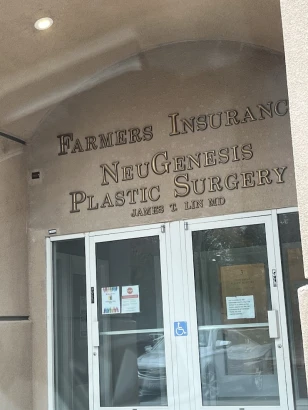 FARMERS INSURANC
NEUGENESIS
PLASTIC SURGERY
JAMES T. LIN MD